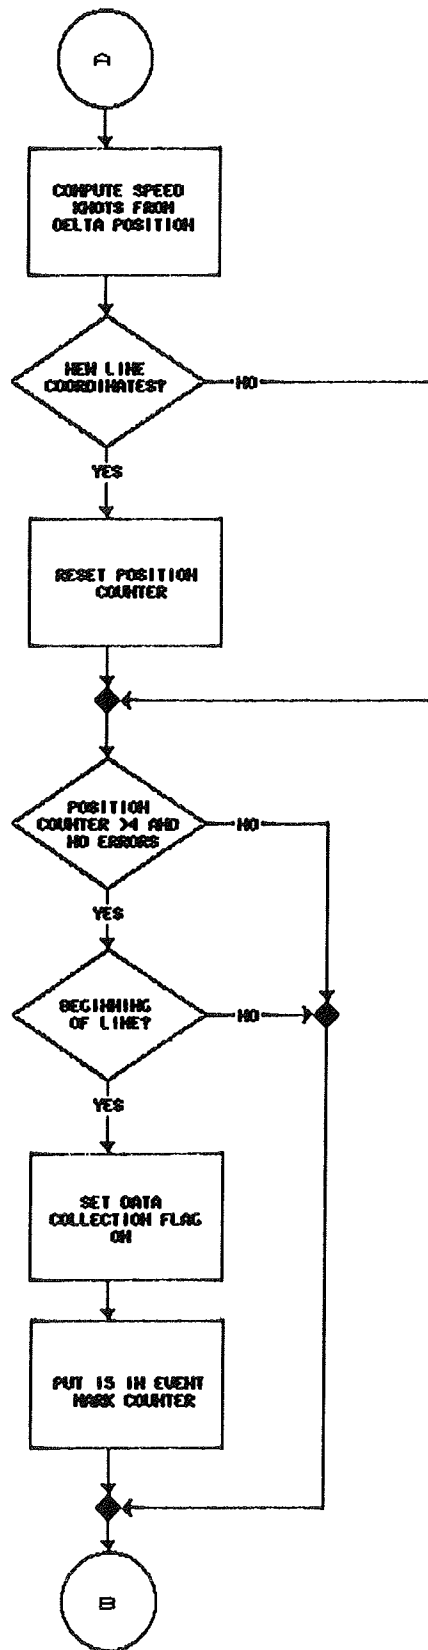 A
COMPUTE SPEED
KNOTS FROM
DELTA POSITION
NEW LINE
COORDINATES?
NO
YES
RESET POSITION
COUNTER
POSITION
COUNTER >4 AND
NO ERRORS
NO
YES
BEGINNING
OF LINE?
NO
YES
SET DATA
COLLECTION FLAG
ON
PUT 15 IN EVENT
MARK COUNTER
B